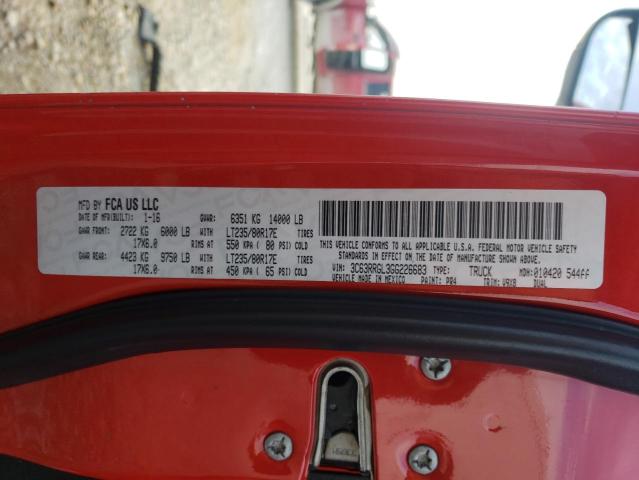 MFD BY FCA US LLC
DATE OF MFR(BUILT): 1-16 GVWR: 6351 KG 14000 LB
GAWR FRONT: 2722 KG 6000 LB WITH LT235/80R17E TIRES
17X6.0 RIMS AT 550 KPA ( 80 PSI) COLD
GAWR REAR: 4423 KG 9750 LB WITH LT235/80R17E TIRES
17X6.0 RIMS AT 450 KPA ( 65 PSI) COLD
THIS VEHICLE CONFORMS TO ALL APPLICABLE U.S.A. FEDERAL MOTOR VEHICLE SAFETY
STANDARDS IN EFFECT ON THE DATE OF MANUFACTURE SHOWN ABOVE.
VIN: 3C63RRGL3GG226683 TYPE: TRUCK MDH: 010420 544ff
VEHICLE MADE IN MEXICO PAINT: PR4 TRIM: V9X8 DUAL